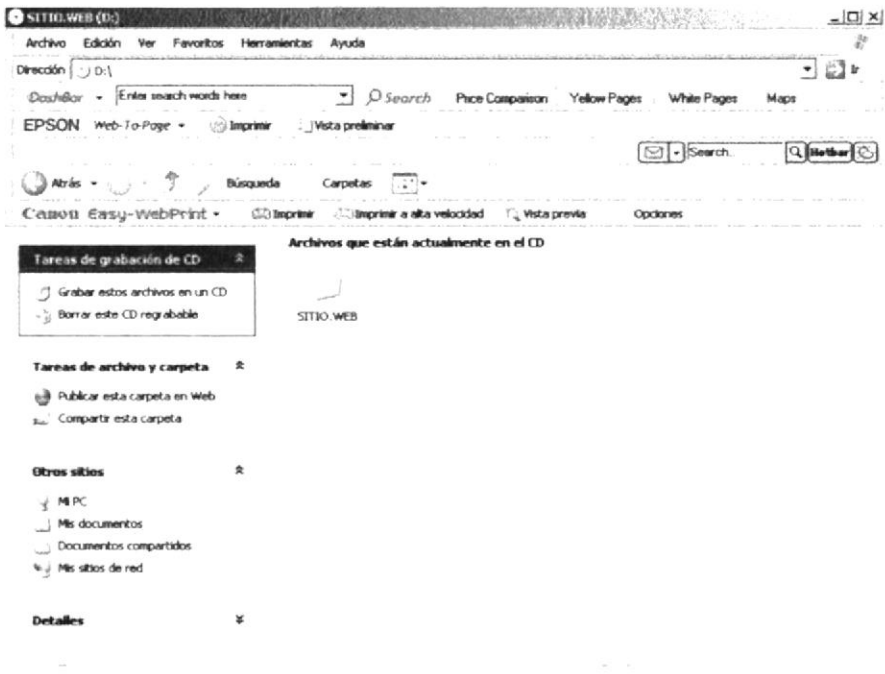 SITIO.WEB (D:)
Archivo Edición Ver Favoritos Herramientas Ayuda
Dirección D:\ Ir
DashBar Enter search words here Search Price Comparison Yellow Pages White Pages Maps
EPSON Web-To-Page Imprimir Vista preliminar
Search Hotbar
Atrás Búsqueda Carpetas
Canon Easy-WebPrint Imprimir Imprimir a alta velocidad Vista previa Opciones
Archivos que están actualmente en el CD
Tareas de grabación de CD
Grabar estos archivos en un CD
Borrar este CD regrabable
SITIO.WEB
Tareas de archivo y carpeta
Publicar esta carpeta en Web
Compartir esta carpeta
Otros sitios
Mi PC
Mis documentos
Documentos compartidos
Mis sitios de red
Detalles